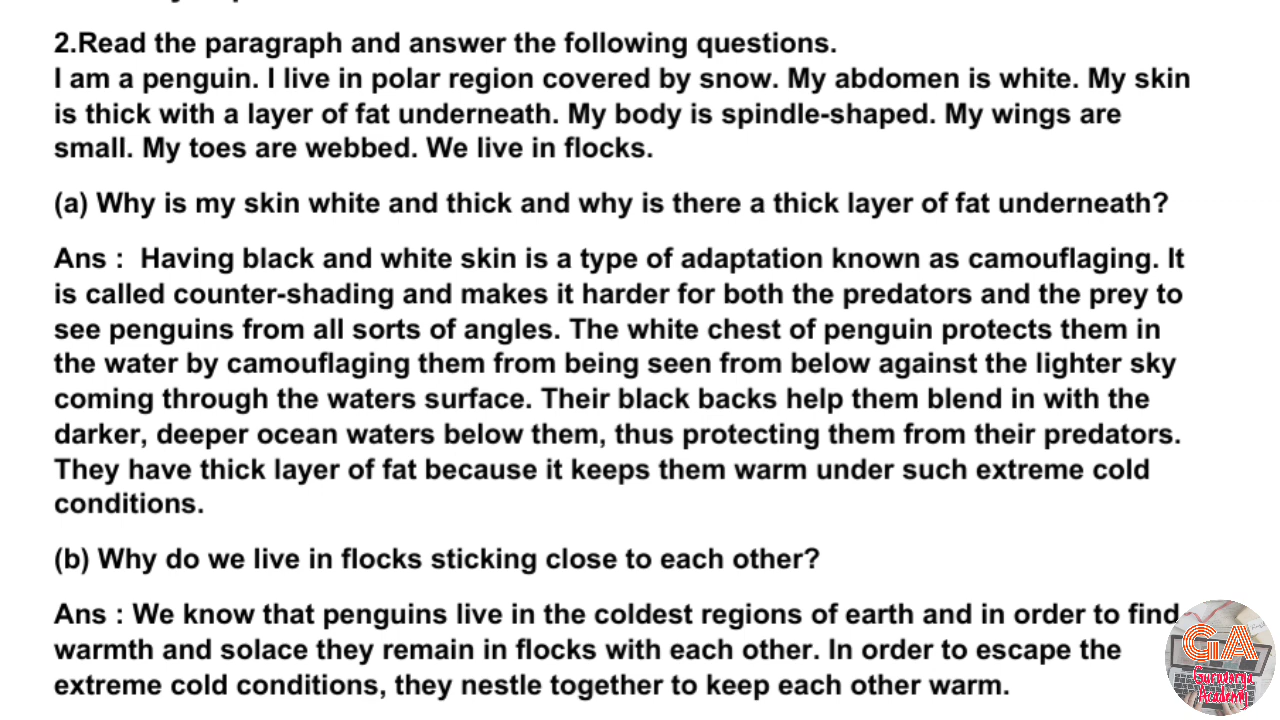 2.Read the paragraph and answer the following questions.
I am a penguin. I live in polar region covered by snow. My abdomen is white. My skin
is thick with a layer of fat underneath. My body is spindle-shaped. My wings are
small. My toes are webbed. We live in flocks.
(a) Why is my skin white and thick and why is there a thick layer of fat underneath?
Ans : Having black and white skin is a type of adaptation known as camouflaging. It
is called counter-shading and makes it harder for both the predators and the prey to
see penguins from all sorts of angles. The white chest of penguin protects them in
the water by camouflaging them from being seen from below against the lighter sky
coming through the waters surface. Their black backs help them blend in with the
darker, deeper ocean waters below them, thus protecting them from their predators.
They have thick layer of fat because it keeps them warm under such extreme cold
conditions.
(b) Why do we live in flocks sticking close to each other?
Ans : We know that penguins live in the coldest regions of earth and in order to find
warmth and solace they remain in flocks with each other. In order to escape the
extreme cold conditions, they nestle together to keep each other warm.
GA
Academy